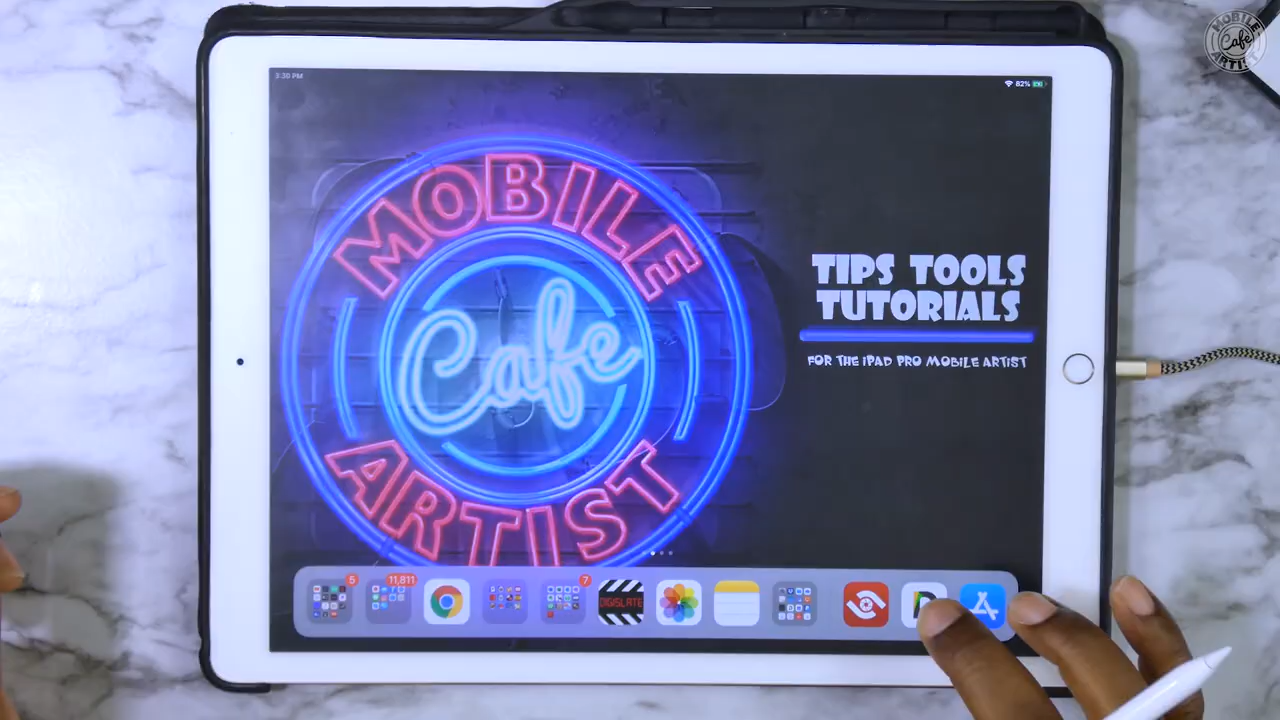 MOBILE
Cafe
ARTIST
3:30 PM
82%
MOBILE
Cafe
ARTIST
TIPS TOOLS
TUTORIALS
FOR THE iPAD PRO MOBILE ARTIST
5
11,811
7
DIGISLATE